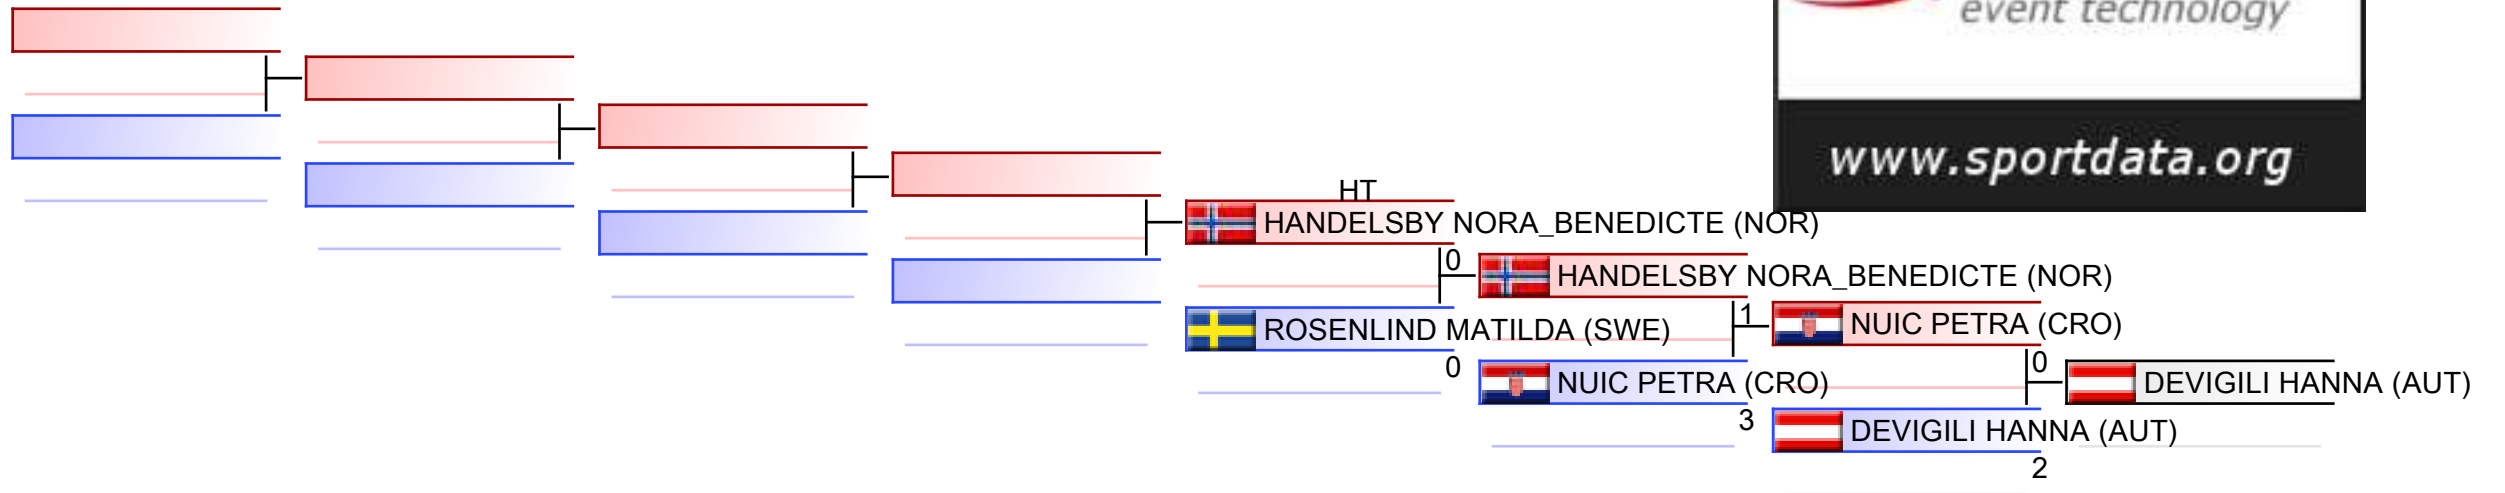 event technology
www.sportdata.org
HT
HANDELSBY NORA_BENEDICTE (NOR)
0
HANDELSBY NORA_BENEDICTE (NOR)
ROSENLIND MATILDA (SWE)
0
1
NUIC PETRA (CRO)
NUIC PETRA (CRO)
3
0
DEVIGILI HANNA (AUT)
DEVIGILI HANNA (AUT)
2